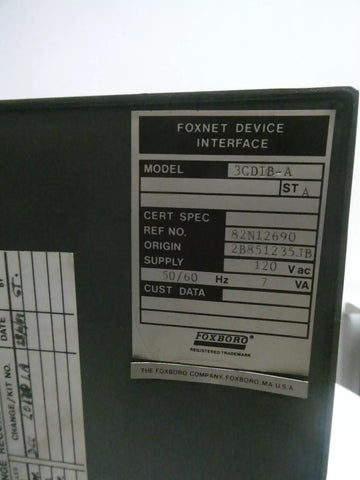 FOXNET DEVICE
INTERFACE
MODEL 3CDIB-A
ST A
CERT SPEC
REF NO. 82N12690
ORIGIN 2B851235JB
SUPPLY 120 Vac
50/60 Hz 7 VA
CUST DATA
FOXBORO
REGISTERED TRADEMARK
THE FOXBORO COMPANY, FOXBORO, MA U.S.A.
BY
DATE
CHANGE/KIT NO.